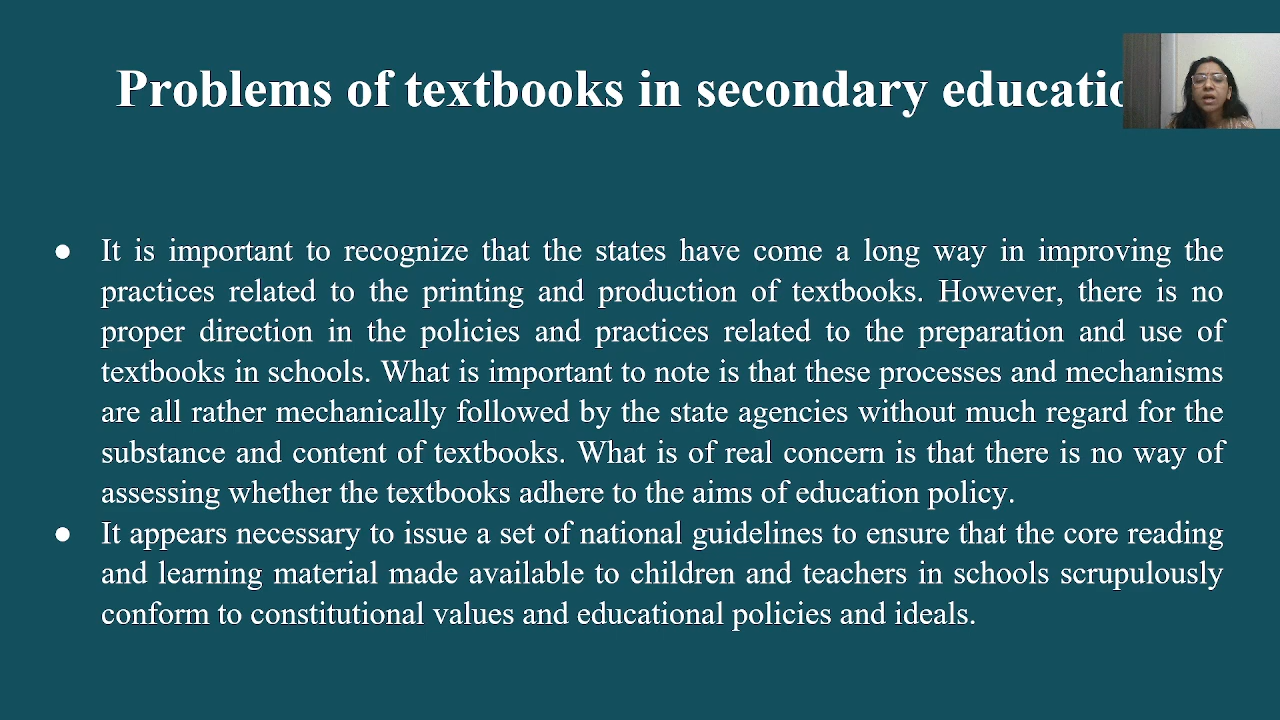 Problems of textbooks in secondary educatio
● It is important to recognize that the states have come a long way in improving the
practices related to the printing and production of textbooks. However, there is no
proper direction in the policies and practices related to the preparation and use of
textbooks in schools. What is important to note is that these processes and mechanisms
are all rather mechanically followed by the state agencies without much regard for the
substance and content of textbooks. What is of real concern is that there is no way of
assessing whether the textbooks adhere to the aims of education policy.
● It appears necessary to issue a set of national guidelines to ensure that the core reading
and learning material made available to children and teachers in schools scrupulously
conform to constitutional values and educational policies and ideals.